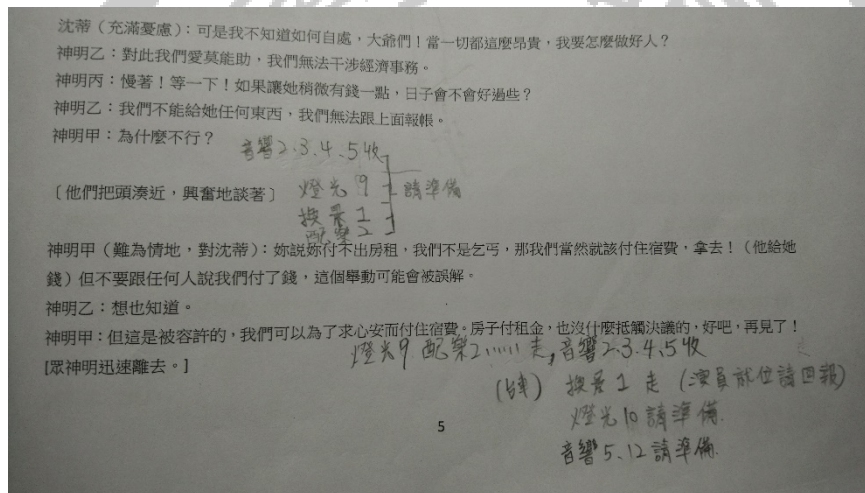 沈蒂（充滿憂慮）：可是我不知道如何自處，大爺們！當一切都這麼昂貴，我要怎麼做好人？
神明乙：對此我們愛莫能助，我們無法干涉經濟事務。
神明丙：慢著！等一下！如果讓她稍微有錢一點，日子會不會好過些？
神明乙：我們不能給她任何東西，我們無法跟上面報帳。
神明甲：為什麼不行？
音響2、3、4、5收
〔他們把頭湊近，興奮地談著〕
燈光 9 請準備
換景 1
配樂 2
神明甲（難為情地，對沈蒂）：妳說妳付不出房租，我們不是乞丐，那我們當然就該付住宿費，拿去！（他給她
錢）但不要跟任何人說我們付了錢，這個舉動可能會被誤解。
神明乙：想也知道。
神明甲：但這是被容許的，我們可以為了求心安而付住宿費。房子付租金，也沒什麼抵觸決議的，好吧，再見了！
燈光9 配樂2……走，音響2、3、4、5收
[眾神明迅速離去。]
換景 1 走（演員就位請回報）
燈光10請準備
音響5、12請準備
5